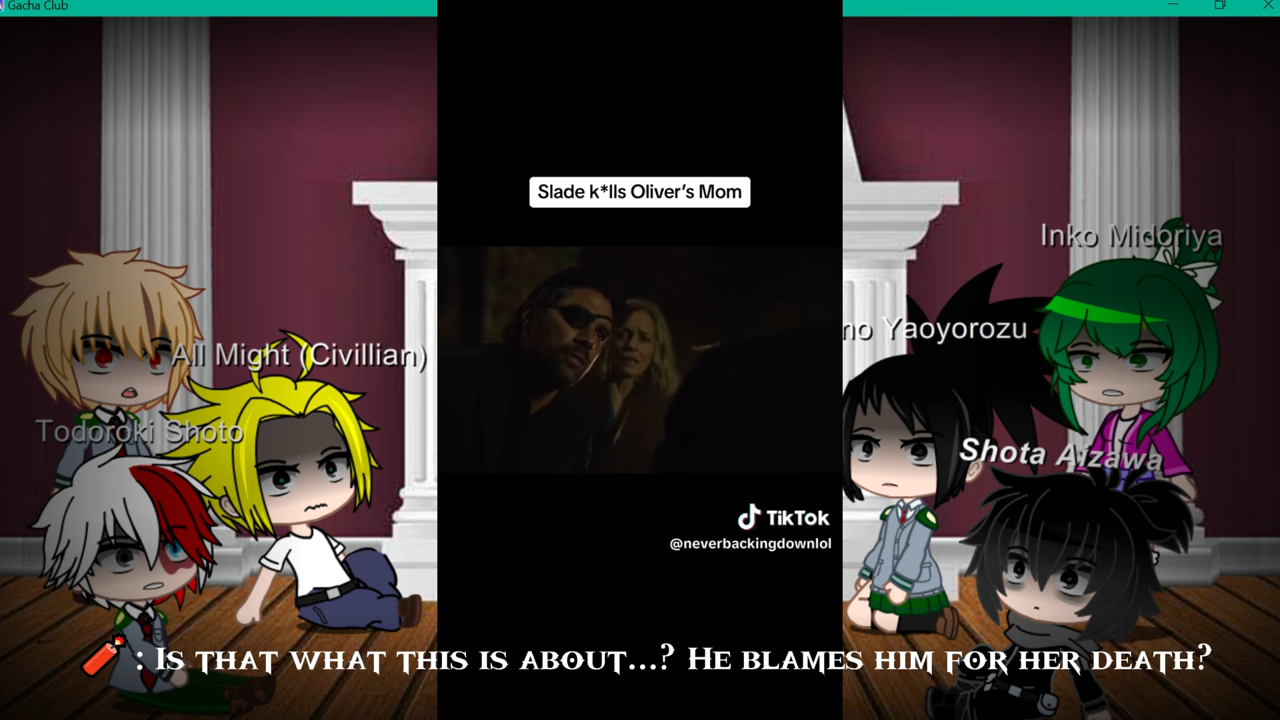 Gacha Club
Slade k*lls Oliver's Mom
Inko Midoriya
Yaoyorozu
All Might (Civillian)
Todoroki Shoto
Shota Aizawa
TikTok
@neverbackingdownlol
: Is that what this is about...? He blames him for her death?